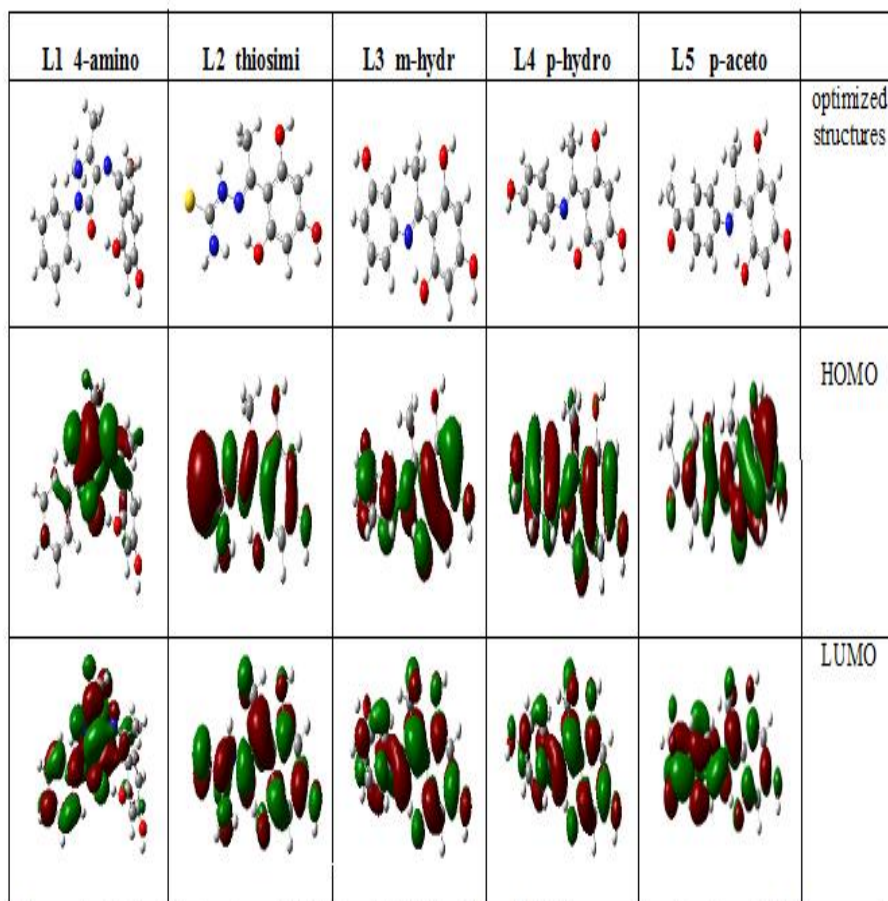 L1 4-amino
L2 thiosimi
L3 m-hydr
L4 p-hydro
L5 p-aceto
optimized
structures
HOMO
LUMO